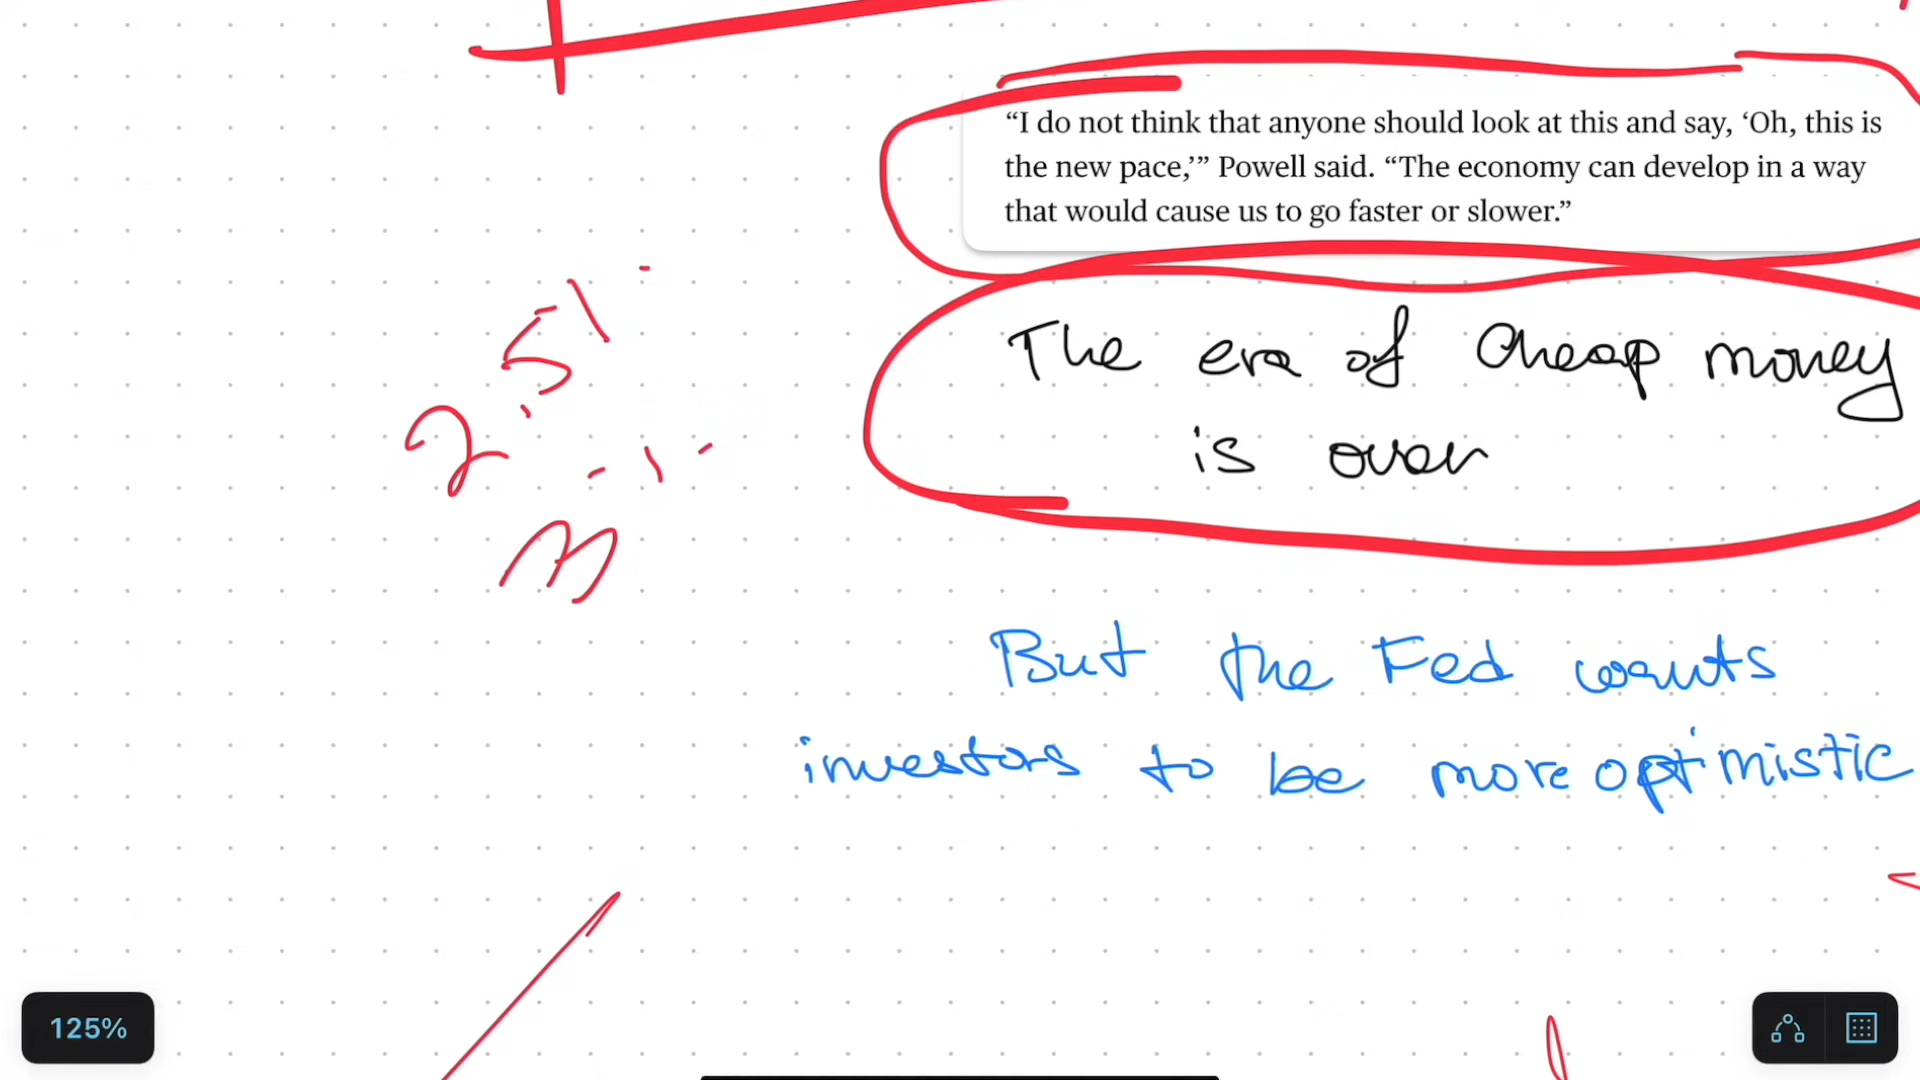 “I do not think that anyone should look at this and say, ‘Oh, this is
the new pace,’” Powell said. “The economy can develop in a way
that would cause us to go faster or slower.”
The era of Cheap money
is over
2.5%
3%
But the Fed wants
investors to be more optimistic
125%